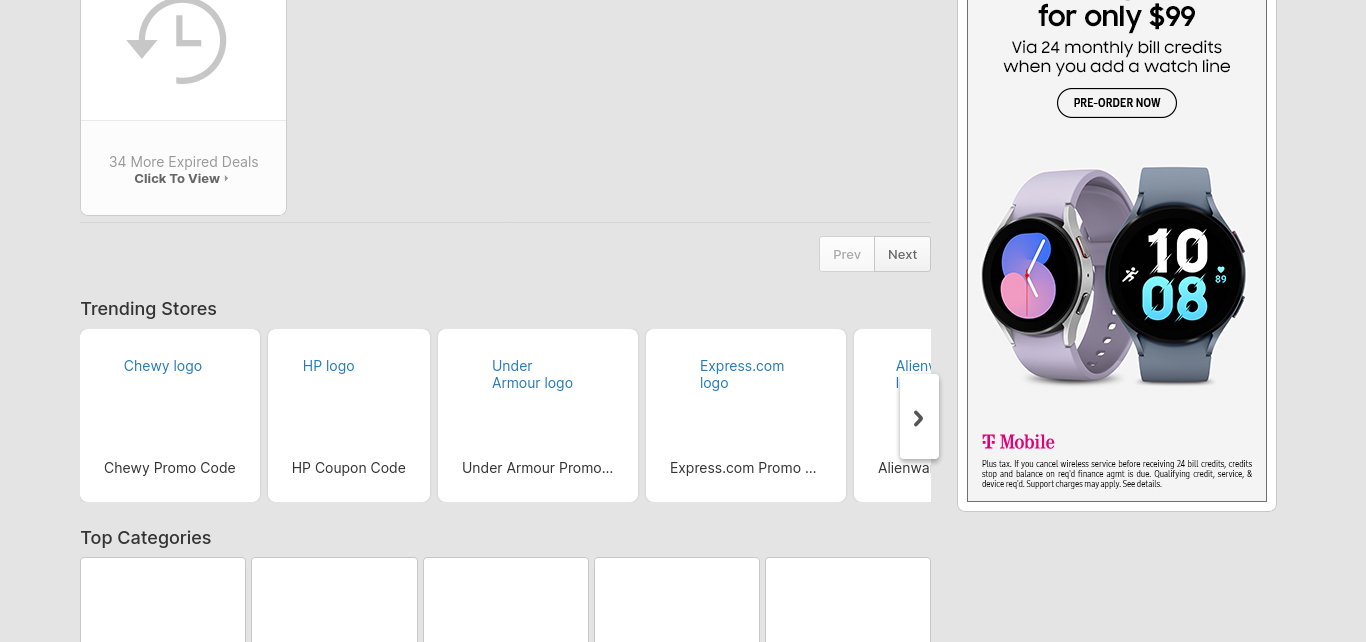 for only $99
Via 24 monthly bill credits
when you add a watch line
PRE-ORDER NOW
34 More Expired Deals
Click To View
Prev
Next
10
08
89
Trending Stores
Chewy logo
HP logo
Under
Armour logo
Express.com
logo
Chewy Promo Code
HP Coupon Code
Under Armour Promo...
Express.com Promo ...
T Mobile
Plus tax. If you cancel wireless service before receiving 24 bill credits, credits
stop and balance on req'd finance agmt is due. Qualifying credit, service, &
device req'd. Support charges may apply. See details.
Top Categories